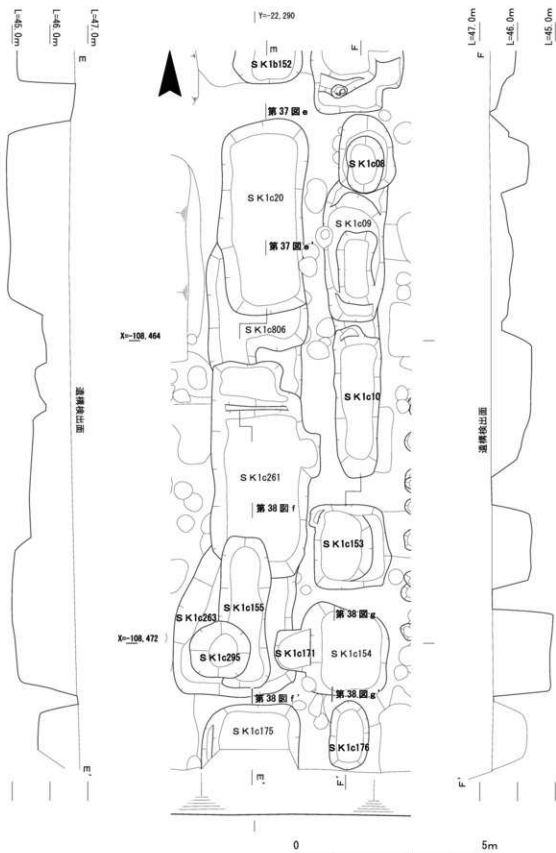 L=45.0m
L=46.0m
L=47.0m
E
遺構検出面
E'
Y=-22,290
E
F
SK1b152
第37図e
SK1c08
SK1c20
SK1c09
第37図e'
X=-108,464
SK1c806
SK1c10
SK1c261
第38図f
SK1c153
SK1c263
SK1c155
第38図g
X=-108,472
SK1c295
SK1c171
SK1c154
第38図f'
第38図g'
SK1c175
SK1c176
E'
F'
L=47.0m
L=46.0m
L=45.0m
F
遺構検出面
F'
0
5m